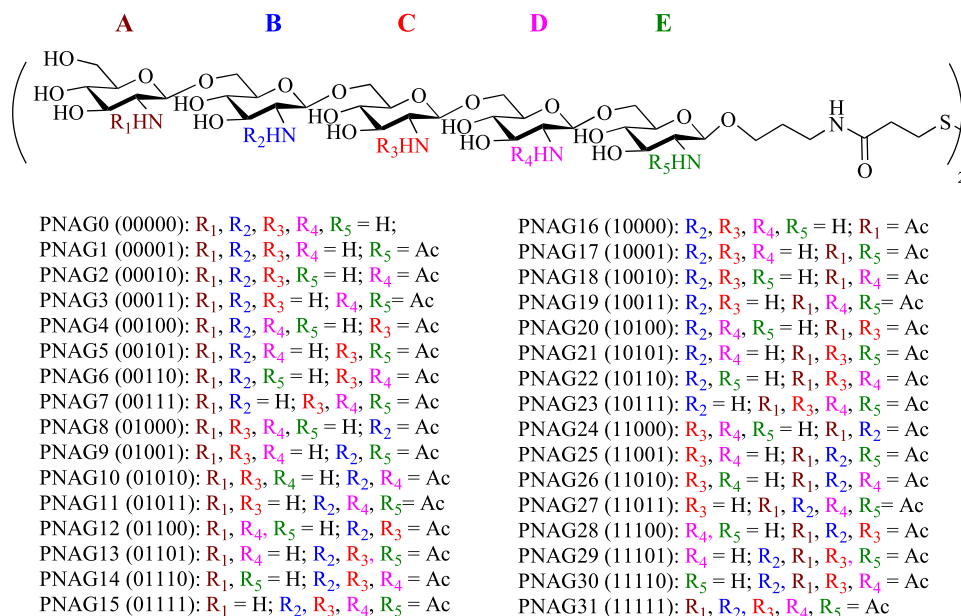 A B C D E
HO
HO
HO
R1HN
O
O
HO
HO
R2HN
O
O
HO
HO
R3HN
O
O
HO
HO
R4HN
O
O
HO
HO
R5HN
O
O
H
N
O
S
2
PNAG0 (00000): R1, R2, R3, R4, R5 = H;
PNAG1 (00001): R1, R2, R3, R4 = H; R5 = Ac
PNAG2 (00010): R1, R2, R3, R5 = H; R4 = Ac
PNAG3 (00011): R1, R2, R3 = H; R4, R5= Ac
PNAG4 (00100): R1, R2, R4, R5 = H; R3 = Ac
PNAG5 (00101): R1, R2, R4 = H; R3, R5 = Ac
PNAG6 (00110): R1, R2, R5 = H; R3, R4 = Ac
PNAG7 (00111): R1, R2 = H; R3, R4, R5 = Ac
PNAG8 (01000): R1, R3, R4, R5 = H; R2 = Ac
PNAG9 (01001): R1, R3, R4 = H; R2, R5 = Ac
PNAG10 (01010): R1, R3, R4 = H; R2, R4 = Ac
PNAG11 (01011): R1, R3 = H; R2, R4, R5= Ac
PNAG12 (01100): R1, R4, R5 = H; R2, R3 = Ac
PNAG13 (01101): R1, R4 = H; R2, R3, R5 = Ac
PNAG14 (01110): R1, R5 = H; R2, R3, R4 = Ac
PNAG15 (01111): R1 = H; R2, R3, R4, R5 = Ac
PNAG16 (10000): R2, R3, R4, R5 = H; R1 = Ac
PNAG17 (10001): R2, R3, R4 = H; R1, R5 = Ac
PNAG18 (10010): R2, R3, R5 = H; R1, R4 = Ac
PNAG19 (10011): R2, R3 = H; R1, R4, R5 = Ac
PNAG20 (10100): R2, R4, R5 = H; R1, R3 = Ac
PNAG21 (10101): R2, R4 = H; R1, R3, R5 = Ac
PNAG22 (10110): R2, R5 = H; R1, R3, R4 = Ac
PNAG23 (10111): R2 = H; R1, R3, R4, R5 = Ac
PNAG24 (11000): R3, R4, R5 = H; R1, R2 = Ac
PNAG25 (11001): R3, R4 = H; R1, R2, R5 = Ac
PNAG26 (11010): R3, R4 = H; R1, R2, R4 = Ac
PNAG27 (11011): R3 = H; R1, R2, R4, R5 = Ac
PNAG28 (11100): R4, R5 = H; R1, R2, R3 = Ac
PNAG29 (11101): R4 = H; R2, R1, R3, R5 = Ac
PNAG30 (11110): R5 = H; R2, R1, R3, R4 = Ac
PNAG31 (11111): R1, R2, R3, R4, R5 = Ac